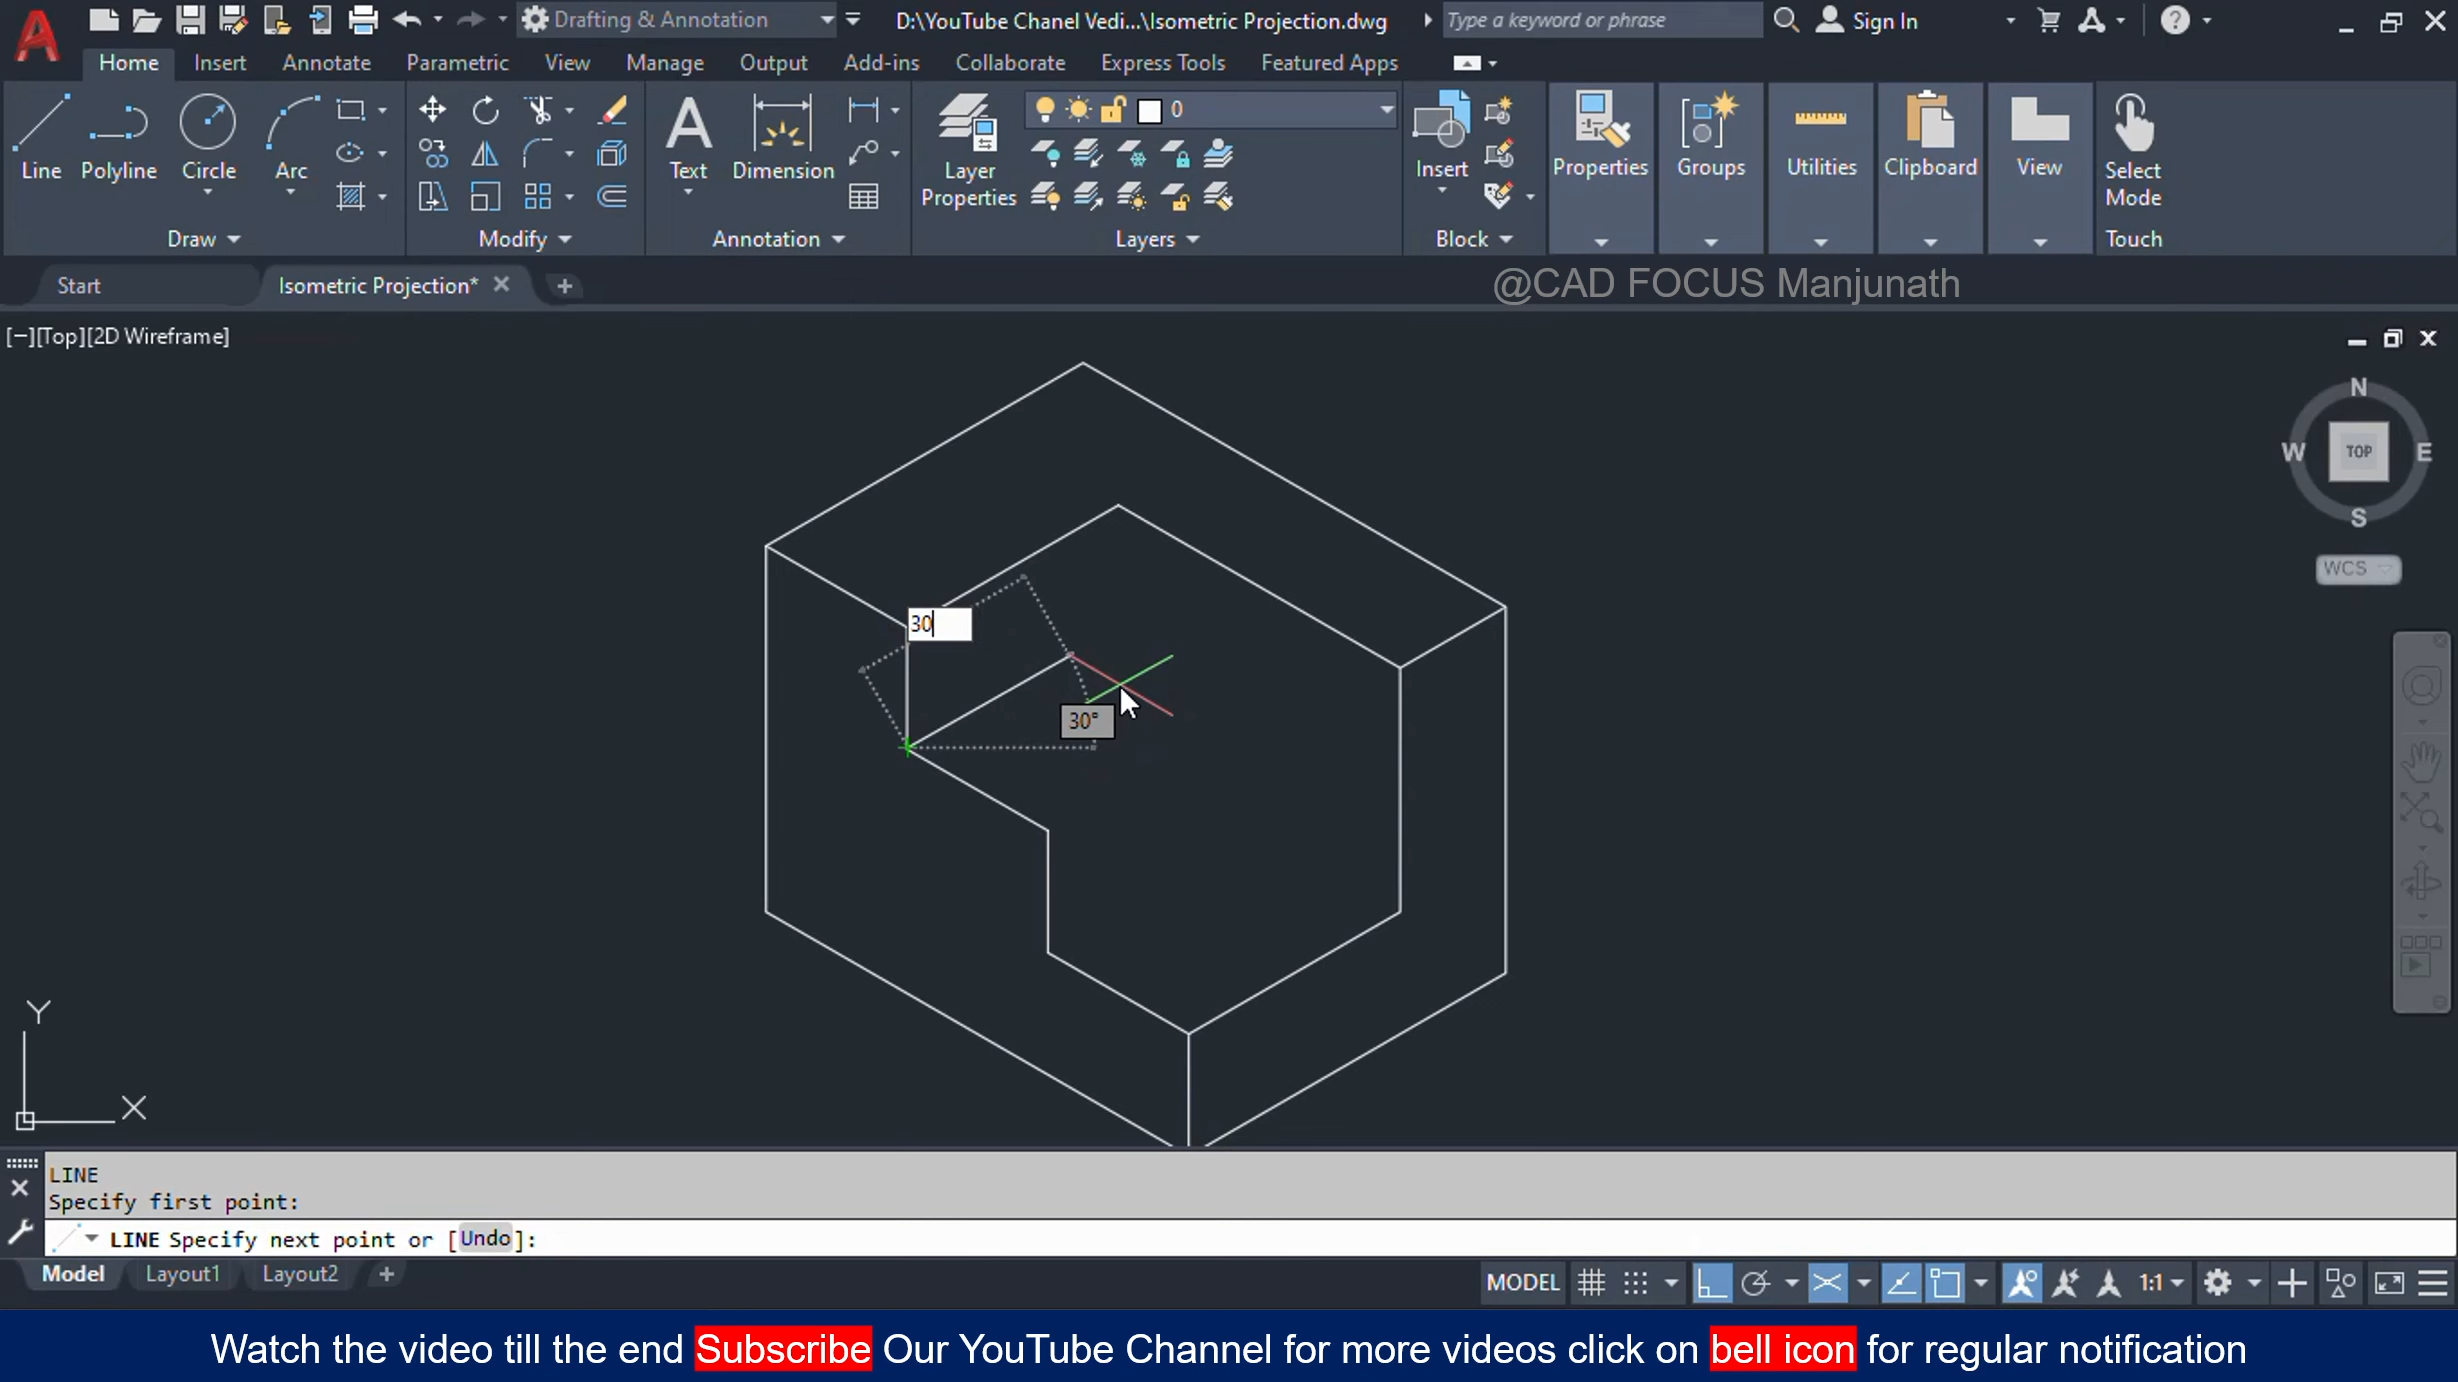 Drafting & Annotation
D:\YouTube Chanel Vedi...\Isometric Projection.dwg
Type a keyword or phrase
Sign In
Home Insert Annotate Parametric View Manage Output Add-ins Collaborate Express Tools Featured Apps
Line Polyline Circle Arc
Draw
Modify
Text Dimension
Annotation
Layer Properties
0
Layers
Insert
Block
Properties
Groups
Utilities
Clipboard
View
Select Mode
Touch
Start
Isometric Projection*
@CAD FOCUS Manjunath
[−][Top][2D Wireframe]
N
W TOP E
S
WCS
30
30°
Y
X
LINE
Specify first point:
LINE Specify next point or [Undo]:
Model Layout1 Layout2
MODEL
1:1
Watch the video till the end Subscribe Our YouTube Channel for more videos click on bell icon for regular notification